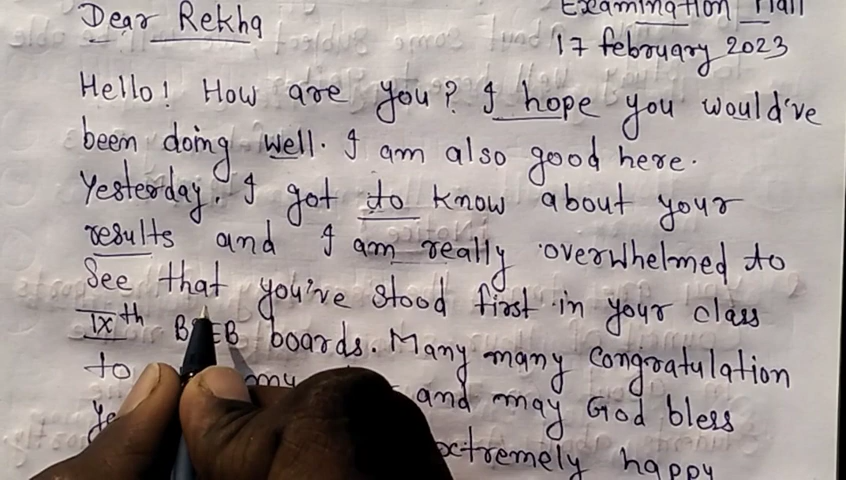 Examination Hall
Dear Rekha
17 february 2023
Hello! How are you? I hope you would've
been doing well. I am also good here.
Yesterday. I got to know about your
results and I am really overwhelmed to
See that you've stood first in your class
IXth boards. Many many congratulation
to my and may God bless
extremely happy